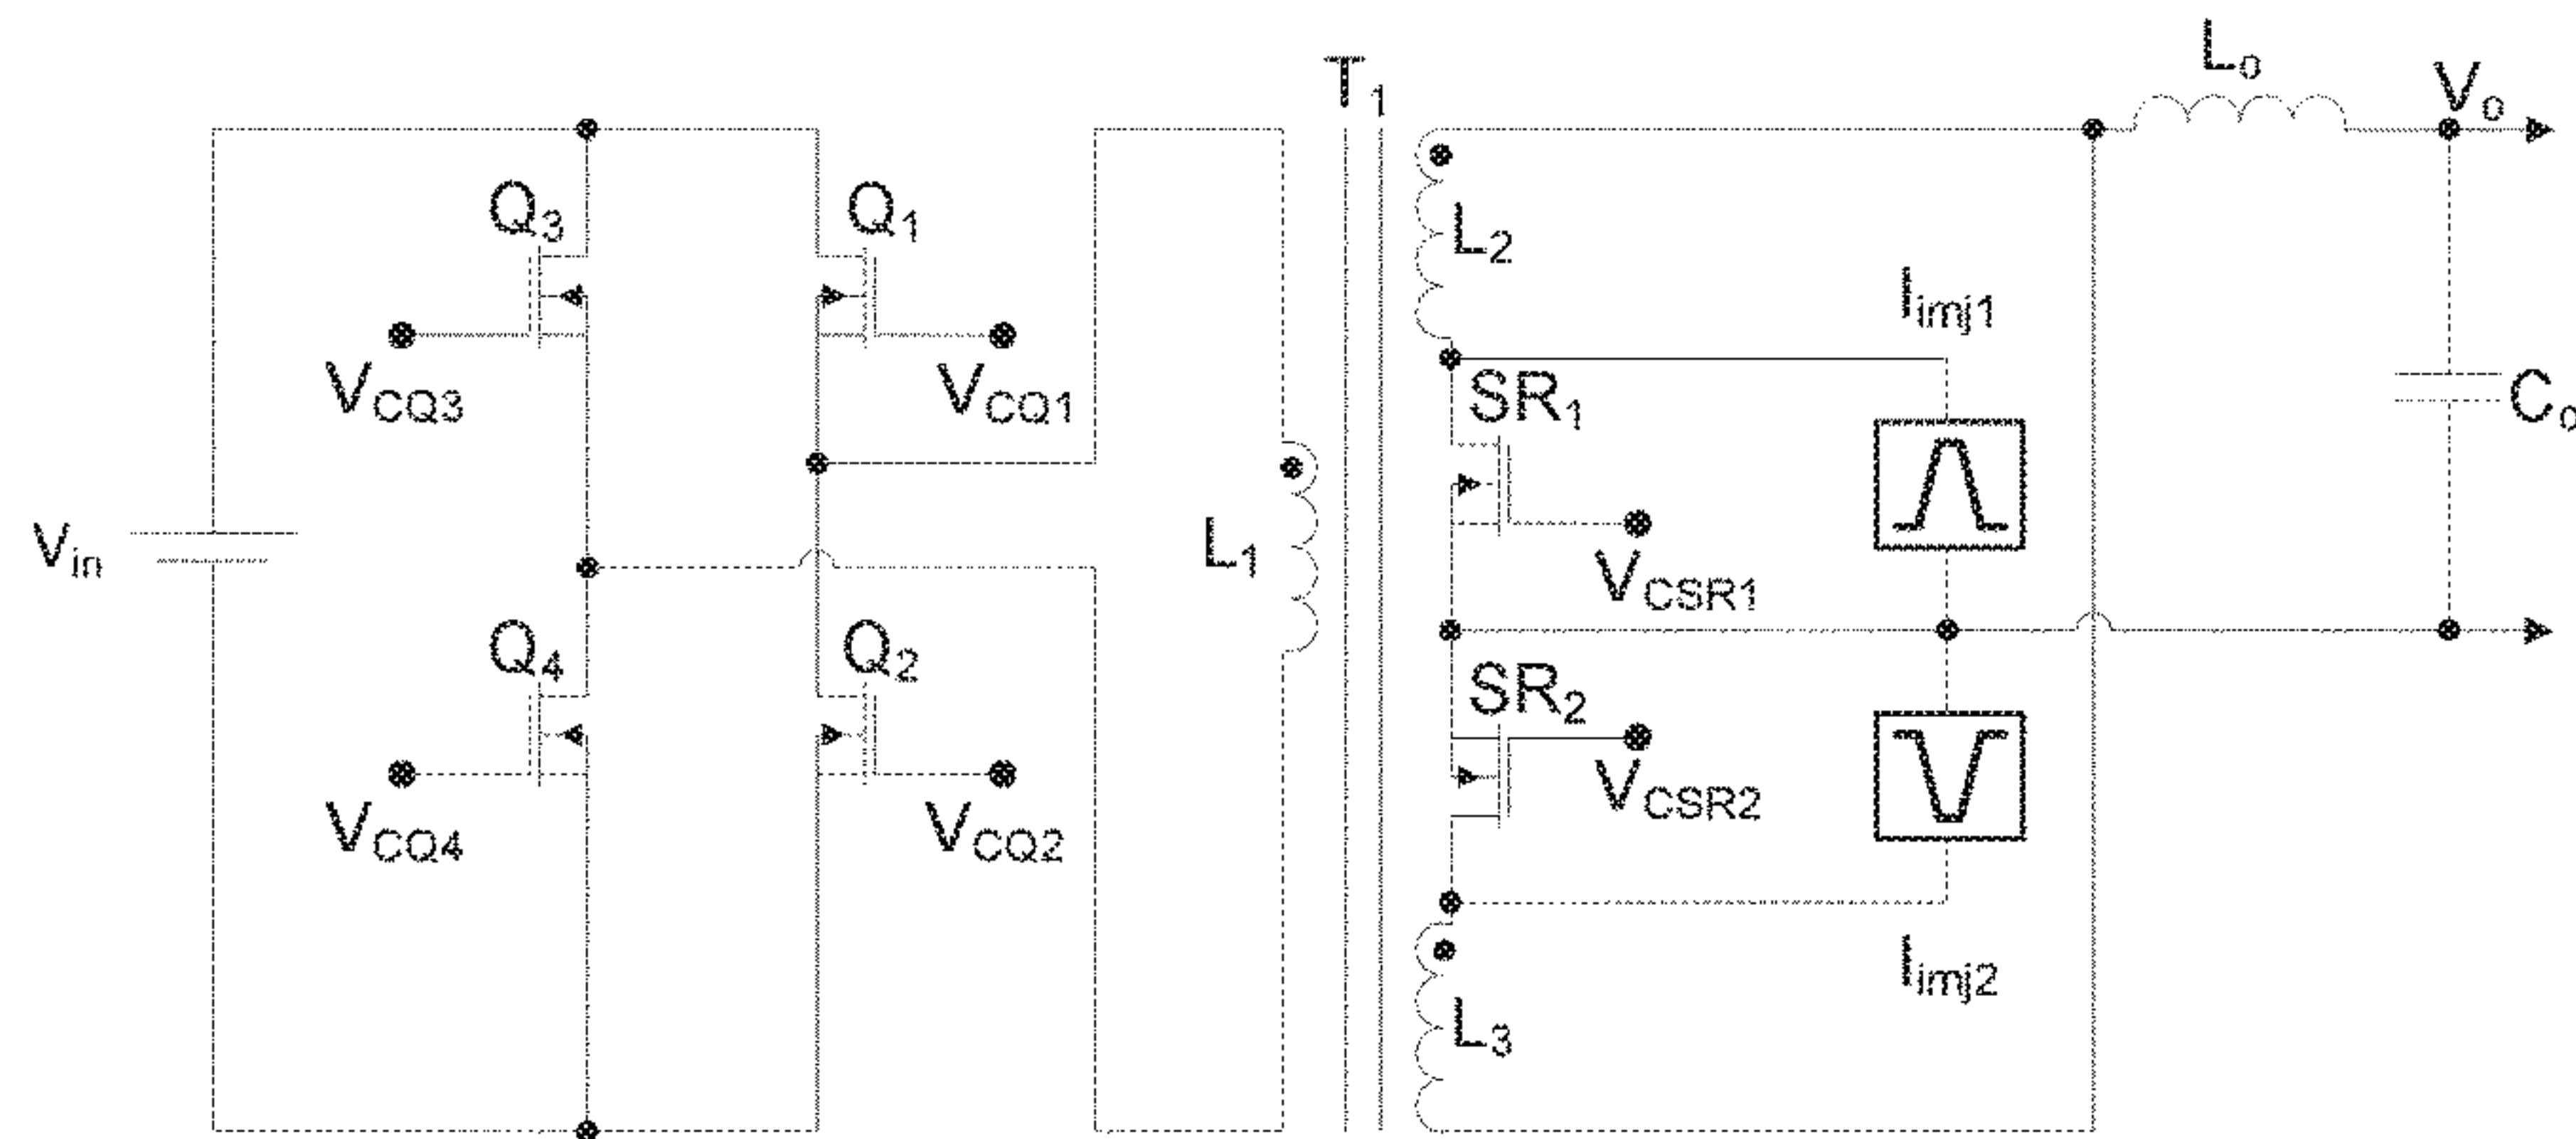 T1
Lo
Vo
Q3
Q1
L2
Iimj1
VCQ3
VCQ1
SR1
Co
Vin
L1
VCSR1
Q4
Q2
SR2
VCSR2
VCQ4
VCQ2
Iimj2
L3